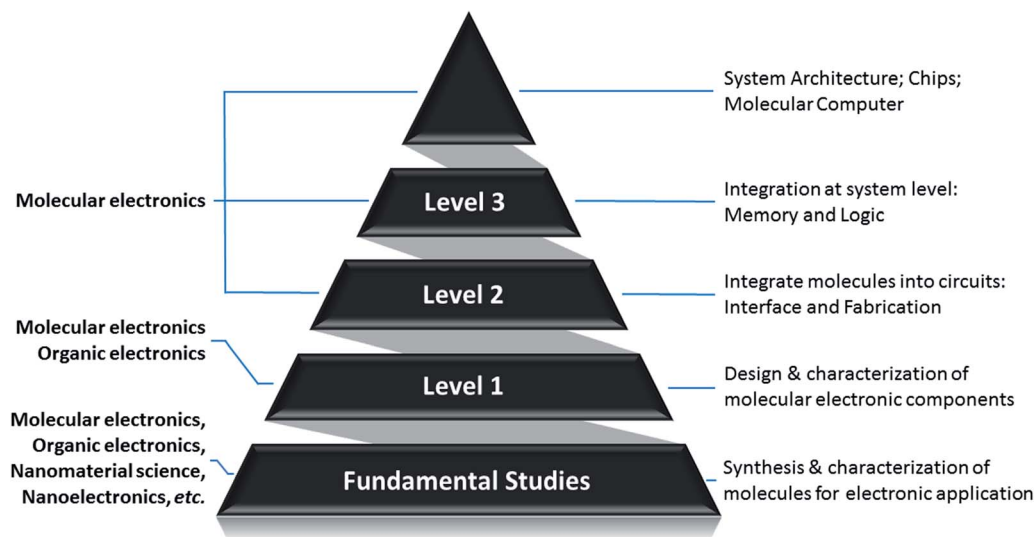 System Architecture; Chips;
Molecular Computer
Molecular electronics
Level 3
Integration at system level:
Memory and Logic
Level 2
Integrate molecules into circuits:
Interface and Fabrication
Molecular electronics
Organic electronics
Level 1
Design & characterization of
molecular electronic components
Molecular electronics,
Organic electronics,
Nanomaterial science,
Nanoelectronics, etc.
Fundamental Studies
Synthesis & characterization of
molecules for electronic application